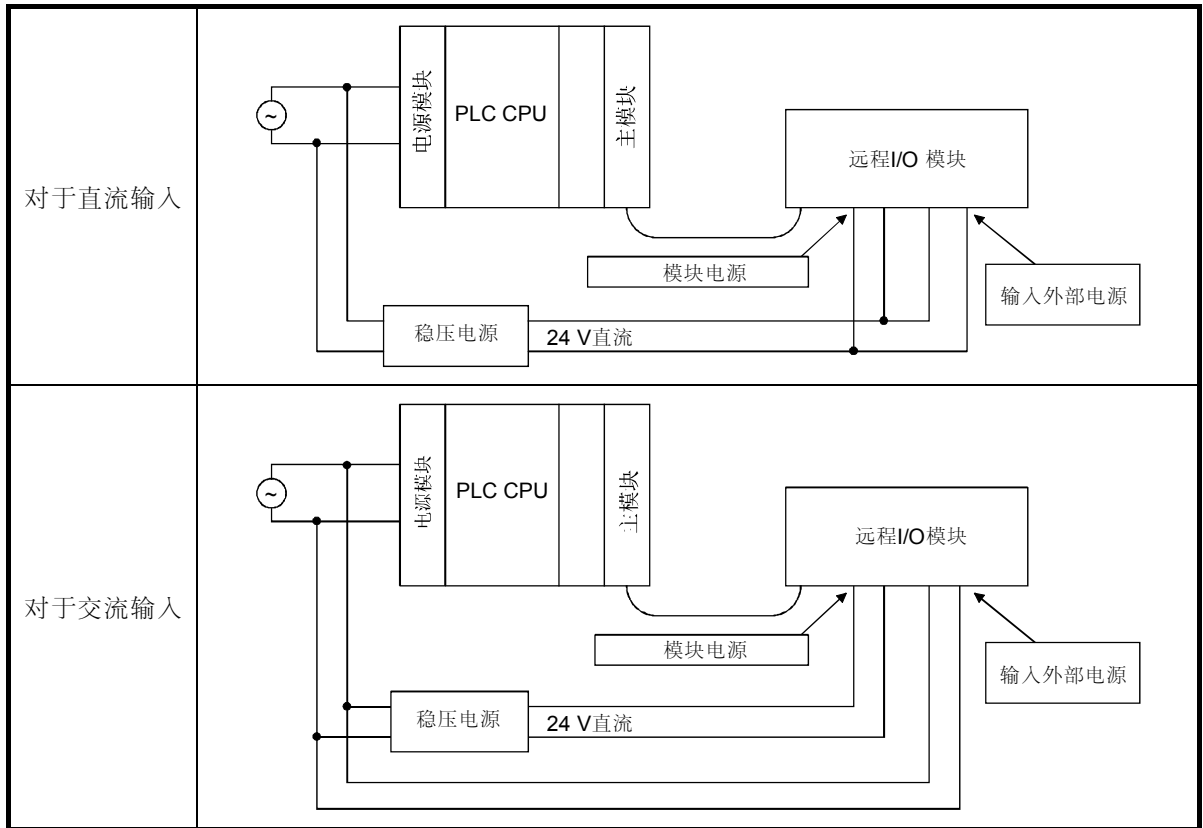 对于直流输入
~
电源模块
PLC CPU
主模块
远程I/O 模块
模块电源
输入外部电源
稳压电源
24 V直流
对于交流输入
~
电源模块
PLC CPU
主模块
远程I/O模块
模块电源
输入外部电源
稳压电源
24 V直流